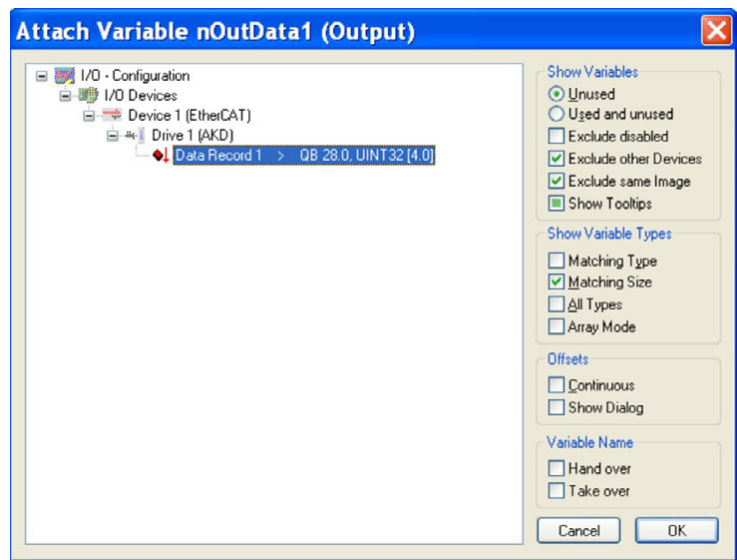 Attach Variable nOutData1 (Output)
I/O - Configuration
I/O Devices
Device 1 (EtherCAT)
Drive 1 (AKD)
Data Record 1 > QB 28.0, UINT32 [4.0]
Show Variables
Unused
Used and unused
Exclude disabled
Exclude other Devices
Exclude same Image
Show Tooltips
Show Variable Types
Matching Type
Matching Size
All Types
Array Mode
Offsets
Continuous
Show Dialog
Variable Name
Hand over
Take over
Cancel
OK